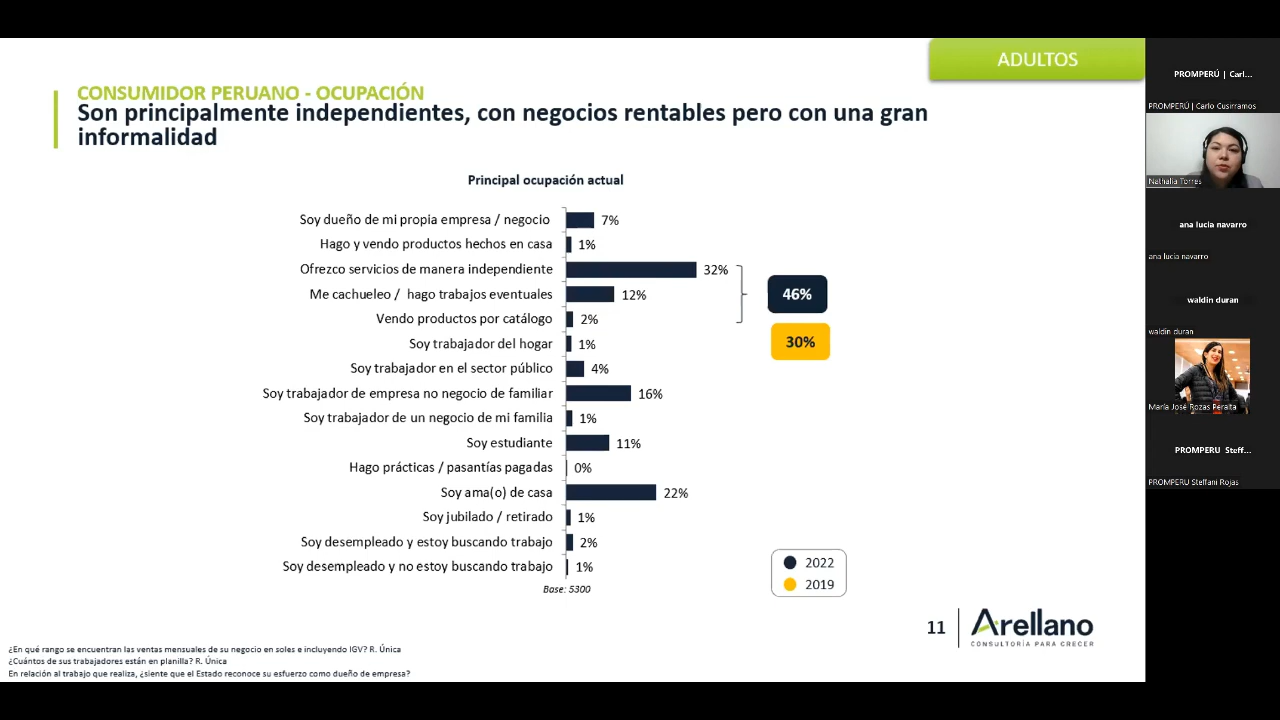 ADULTOS
CONSUMIDOR PERUANO - OCUPACIÓN
Son principalmente independientes, con negocios rentables pero con una gran
informalidad
Principal ocupación actual
Soy dueño de mi propia empresa / negocio 7%
Hago y vendo productos hechos en casa 1%
Ofrezco servicios de manera independiente 32%
Me cachueleo / hago trabajos eventuales 12%
Vendo productos por catálogo 2%
Soy trabajador del hogar 1%
Soy trabajador en el sector público 4%
Soy trabajador de empresa no negocio de familiar 16%
Soy trabajador de un negocio de mi familia 1%
Soy estudiante 11%
Hago prácticas / pasantías pagadas 0%
Soy ama(o) de casa 22%
Soy jubilado / retirado 1%
Soy desempleado y estoy buscando trabajo 2%
Soy desempleado y no estoy buscando trabajo 1%
46%
30%
2022
2019
Base: 5300
11
Arellano
CONSULTORÍA PARA CRECER
¿En qué rango se encuentran las ventas mensuales de su negocio en soles e incluyendo IGV? R. Única
¿Cuántos de sus trabajadores están en planilla? R. Única
En relación al trabajo que realiza, ¿siente que el Estado reconoce su esfuerzo como dueño de empresa?
PROMPERÚ | Carl...
PROMPERÚ | Carlo Cusirramos
Nathalia Torres
ana lucia navarro
ana lucia navarro
waldin duran
waldin duran
María José Rozas Peralta
PROMPERU Steff...
PROMPERU Steffani Rojas